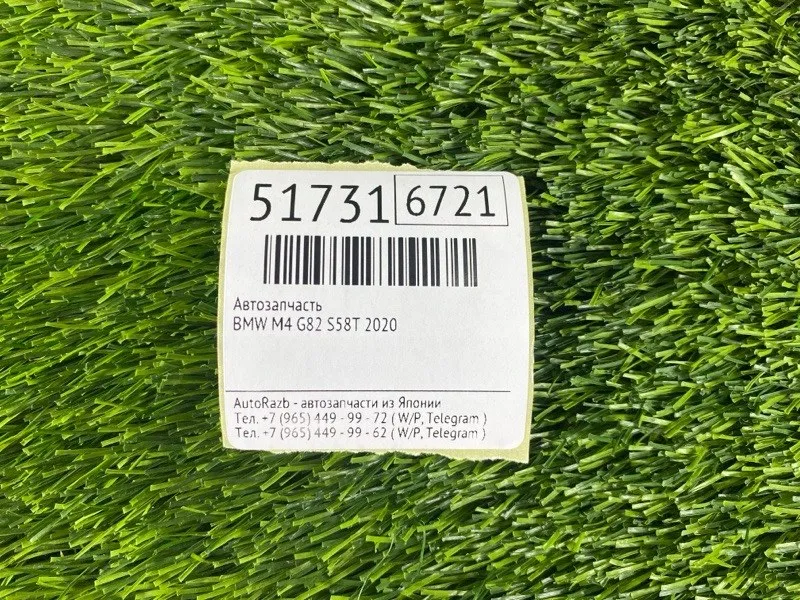 51731 6721
Автозапчасть
BMW M4 G82 S58T 2020
AutoRazb - автозапчасти из Японии
Тел. +7 (965) 449 - 99 - 72 ( W/P, Telegram )
Тел. +7 (965) 449 - 99 - 62 ( W/P, Telegram )